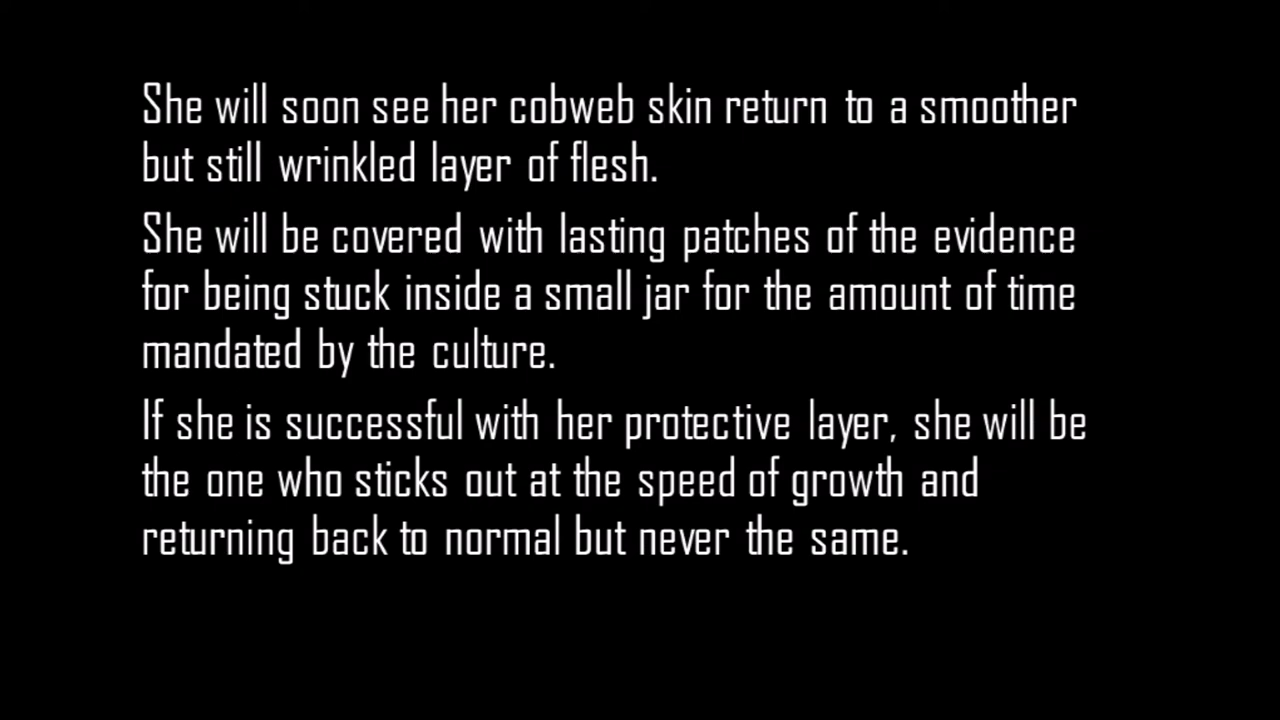 She will soon see her cobweb skin return to a smoother
but still wrinkled layer of flesh.
She will be covered with lasting patches of the evidence
for being stuck inside a small jar for the amount of time
mandated by the culture.
If she is successful with her protective layer, she will be
the one who sticks out at the speed of growth and
returning back to normal but never the same.